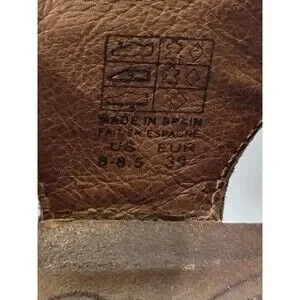 MADE IN SPAIN
FAIT EN ESPAGNE
US EUR
8-8.5 39